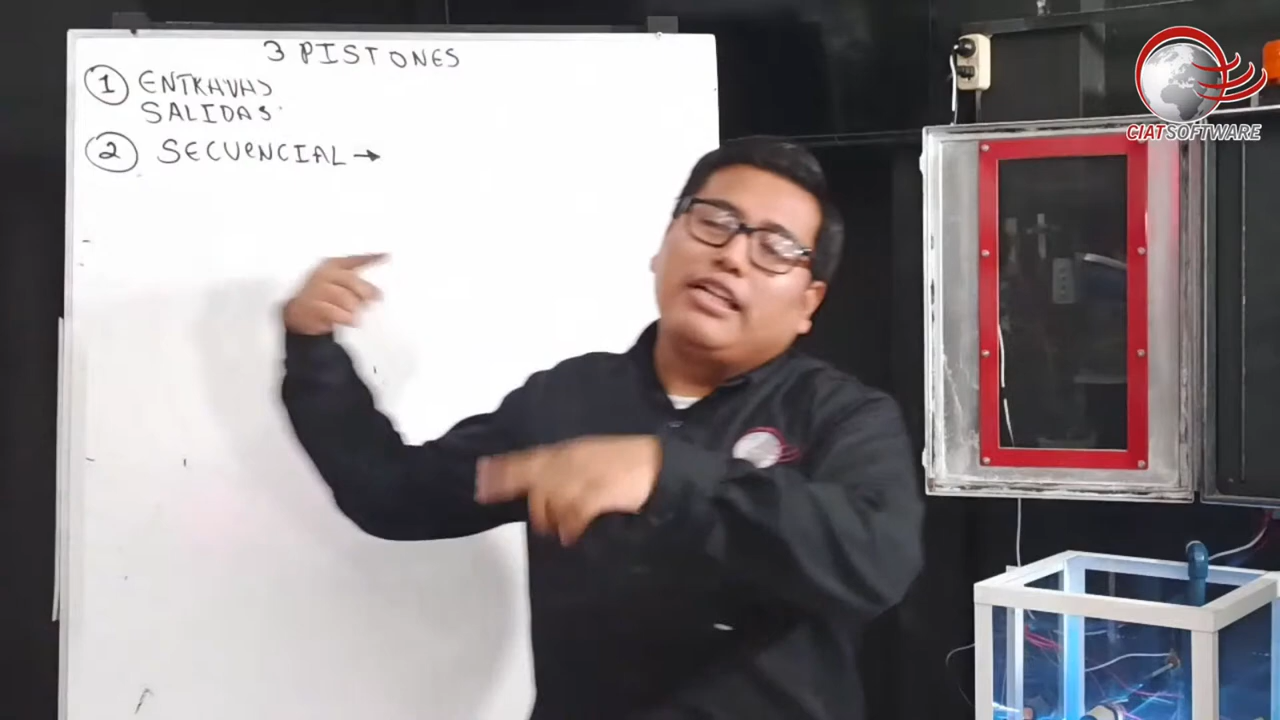 3 PISTONES
1 ENTRADAS
SALIDAS
2 SECUENCIAL →
CIATSOFTWARE